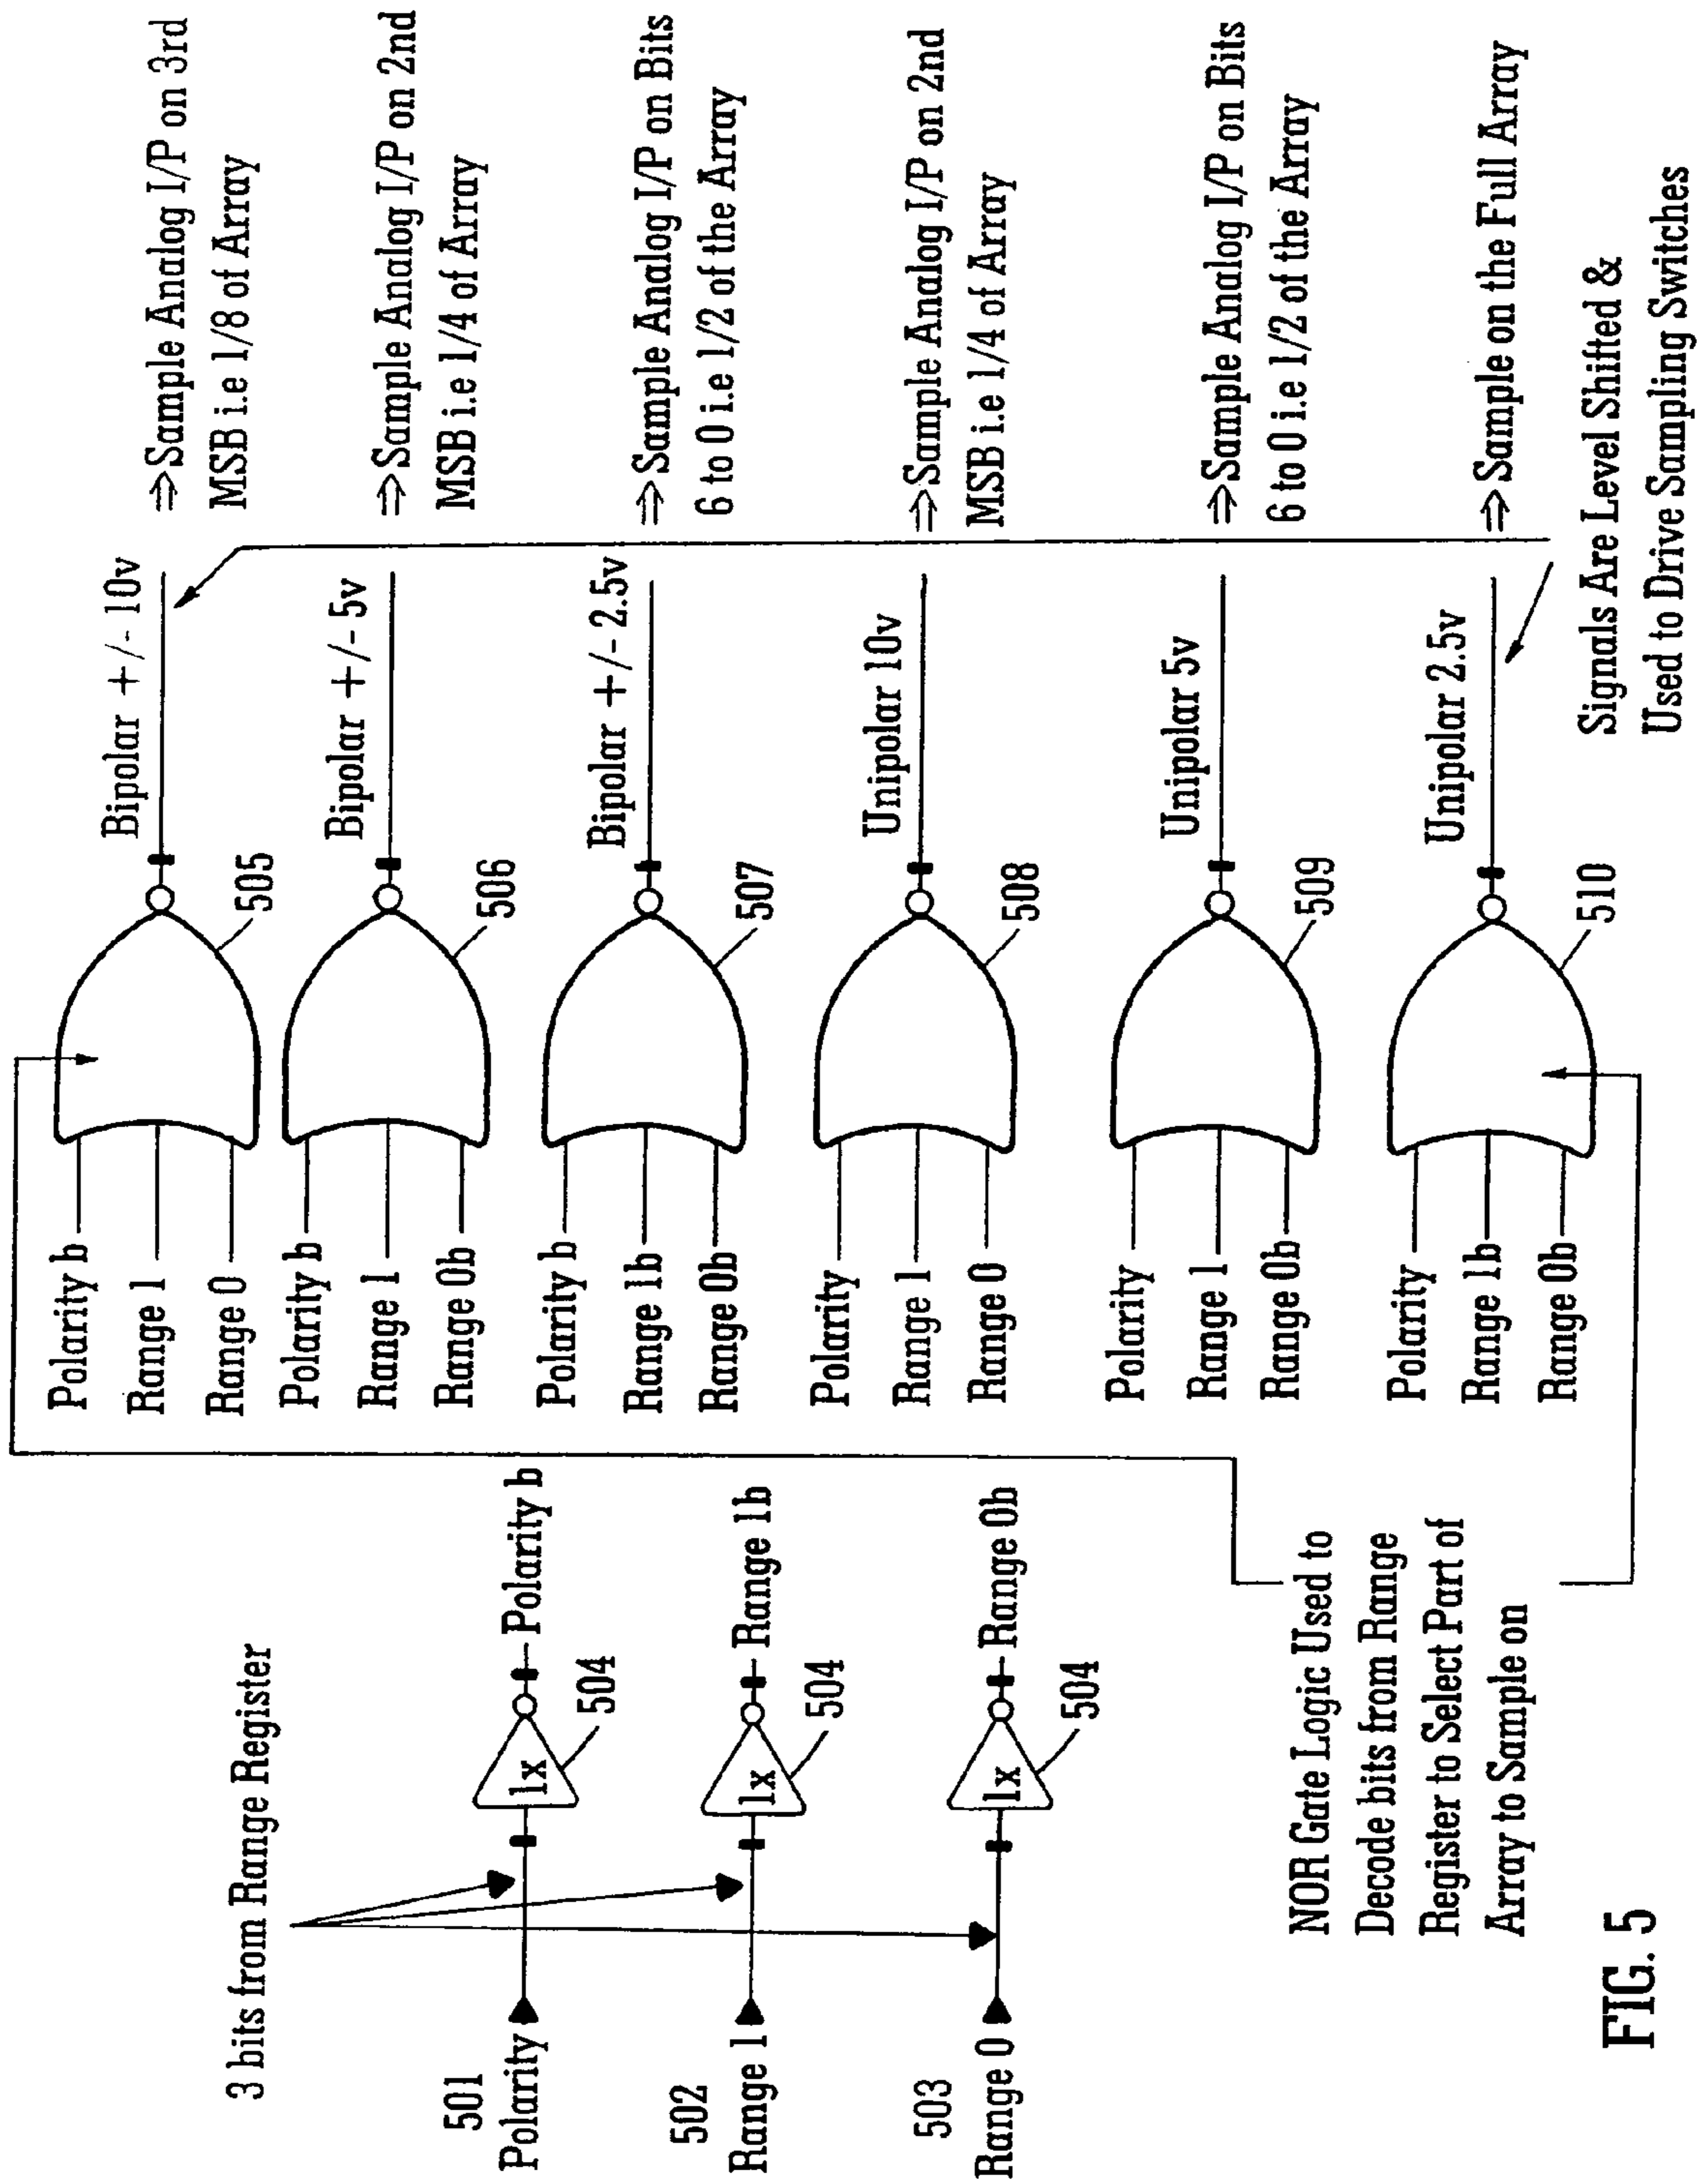 3 bits from Range Register
501
Polarity
1x
504
Polarity b
502
Range 1
1x
504
Range 1b
503
Range 0
1x
504
Range 0b
NOR Gate Logic Used to
Decode bits from Range
Register to Select Part of
Array to Sample on
Polarity b
Range 1
Range 0
505
Bipolar +/- 10v
⇒Sample Analog I/P on 3rd
MSB i.e 1/8 of Array
Polarity b
Range 1
Range 0b
506
Bipolar +/- 5v
⇒Sample Analog I/P on 2nd
MSB i.e 1/4 of Array
Polarity b
Range 1b
Range 0b
507
Bipolar +/- 2.5v
⇒ Sample Analog I/P on Bits
6 to 0 i.e 1/2 of the Array
Polarity
Range 1
Range 0
508
Unipolar 10v
⇒Sample Analog I/P on 2nd
MSB i.e 1/4 of Array
Polarity
Range 1
Range 0b
509
Unipolar 5v
⇒Sample Analog I/P on Bits
6 to 0 i.e 1/2 of the Array
Polarity
Range 1b
Range 0b
510
Unipolar 2.5v
⇒ Sample on the Full Array
Signals Are Level Shifted &
Used to Drive Sampling Switches
FIG. 5